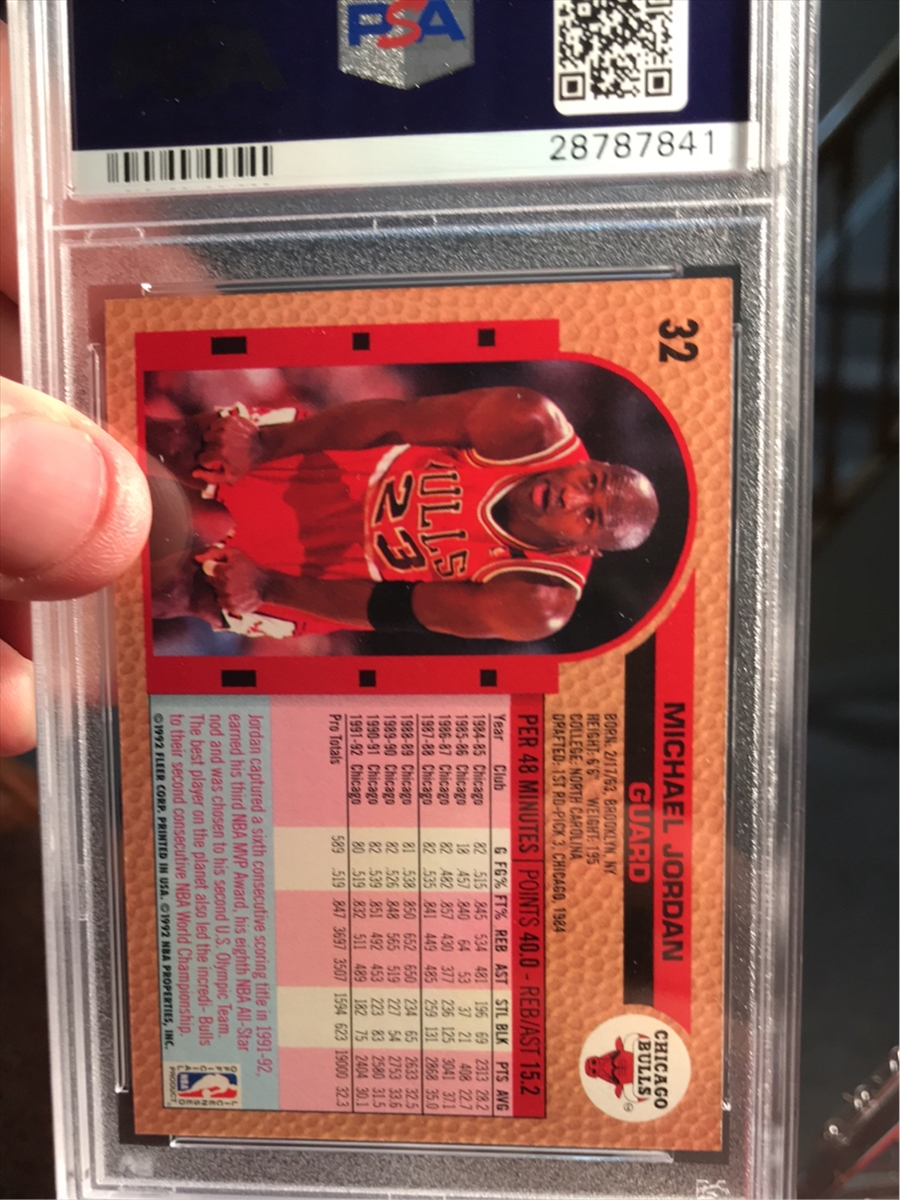 PSA
28787841
32
BULLS
23
MICHAEL JORDAN
GUARD
CHICAGO
BULLS
BORN: 2/17/63, BROOKLYN, NY
HEIGHT: 6'6" WEIGHT: 195
COLLEGE: NORTH CAROLINA
DRAFTED: 1ST RD-PICK 3, CHICAGO, 1984
PER 48 MINUTES | POINTS 40.0 - REB/AST 15.2
Year Club G FG% FT% REB AST STL BLK PTS AVG
1984-85 Chicago 82 .515 .845 534 481 196 69 2313 28.2
1985-86 Chicago 18 .457 .840 64 53 37 21 408 22.7
1986-87 Chicago 82 .482 .857 430 377 236 125 3041 37.1
1987-88 Chicago 82 .535 .841 449 485 259 131 2868 35.0
1988-89 Chicago 81 .538 .850 652 650 234 65 2633 32.5
1989-90 Chicago 82 .526 .848 565 519 227 54 2753 33.6
1990-91 Chicago 82 .539 .851 492 453 223 83 2580 31.5
1991-92 Chicago 80 .519 .832 511 489 182 75 2404 30.1
Pro Totals 589 .519 .847 3697 3507 1594 623 19000 32.3
Jordan captured a sixth consecutive scoring title in 1991-92,
earned his third NBA MVP Award, his eighth NBA All-Star
nod and was chosen to his second U.S. Olympic Team.
The best player on the planet also led the incredi- Bulls
to their second consecutive NBA World Championship.
©1992 FLEER CORP. PRINTED IN USA. ©1992 NBA PROPERTIES, INC.
OFFICIAL
NBA
LICENSED
PRODUCT